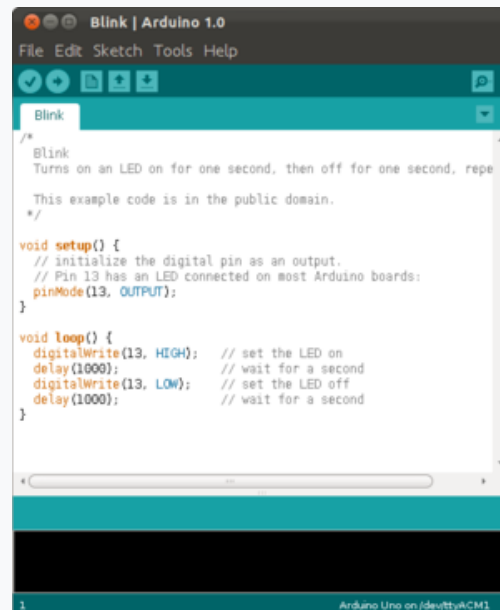 Blink | Arduino 1.0
File Edit Sketch Tools Help
Blink
/*
  Blink
  Turns on an LED on for one second, then off for one second, repe

  This example code is in the public domain.
 */

void setup() {
  // initialize the digital pin as an output.
  // Pin 13 has an LED connected on most Arduino boards:
  pinMode(13, OUTPUT);
}

void loop() {
  digitalWrite(13, HIGH);   // set the LED on
  delay(1000);              // wait for a second
  digitalWrite(13, LOW);    // set the LED off
  delay(1000);              // wait for a second
}
1 Arduino Uno on /dev/ttyACM1